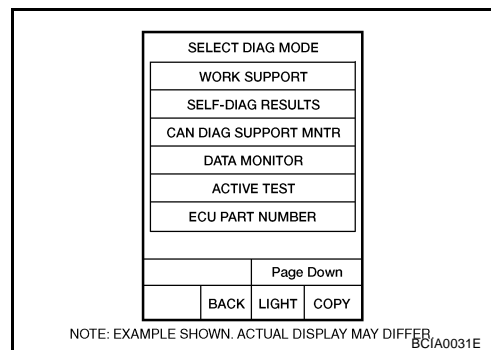 SELECT DIAG MODE
WORK SUPPORT
SELF-DIAG RESULTS
CAN DIAG SUPPORT MNTR
DATA MONITOR
ACTIVE TEST
ECU PART NUMBER
Page Down
BACK LIGHT COPY
NOTE: EXAMPLE SHOWN. ACTUAL DISPLAY MAY DIFFER.
BCIA0031E